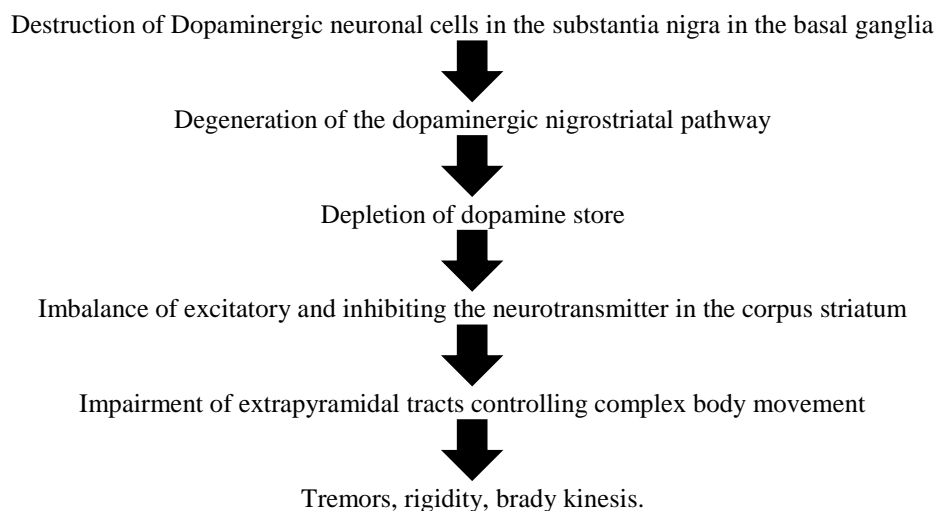 Destruction of Dopaminergic neuronal cells in the substantia nigra in the basal ganglia
Degeneration of the dopaminergic nigrostriatal pathway
Depletion of dopamine store
Imbalance of excitatory and inhibiting the neurotransmitter in the corpus striatum
Impairment of extrapyramidal tracts controlling complex body movement
Tremors, rigidity, brady kinesis.